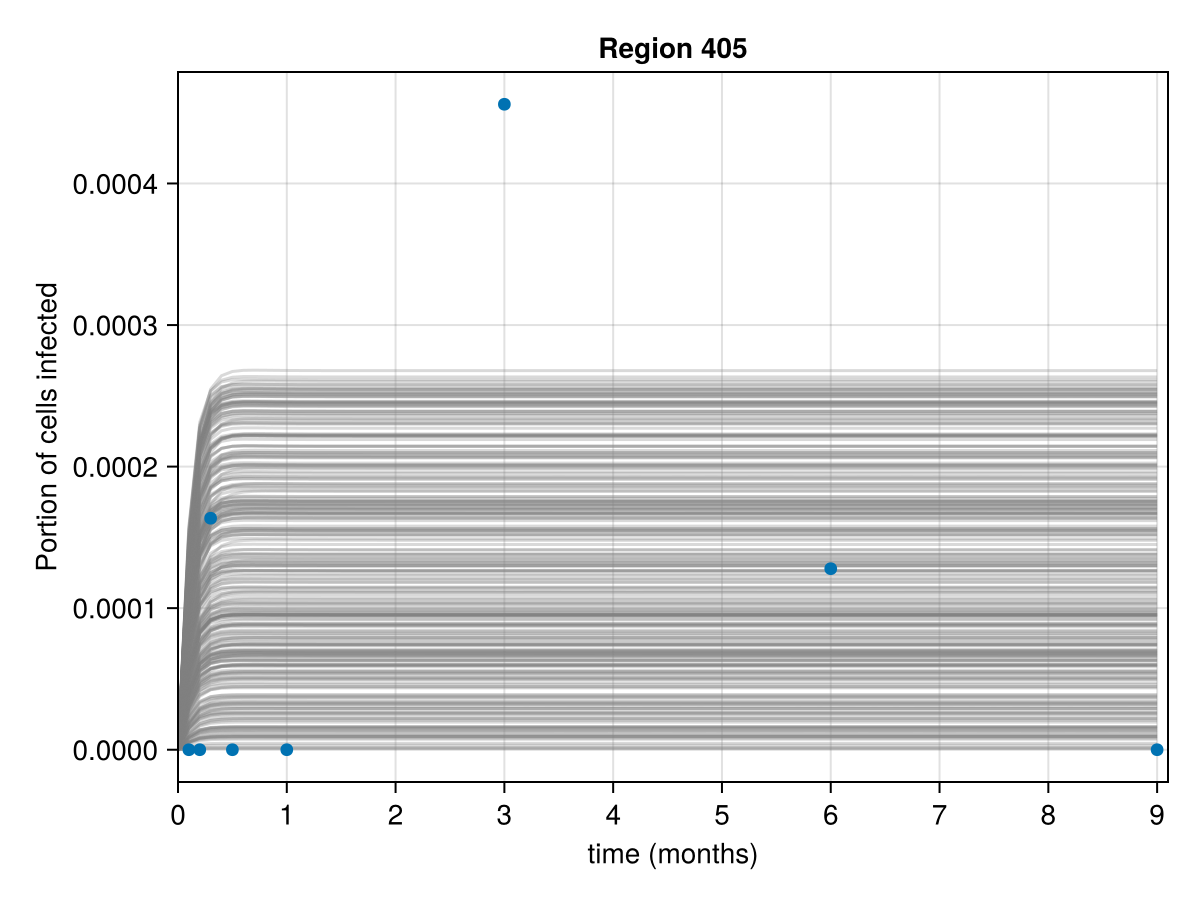 Region 405
Portion of cells infected
0.0004
0.0003
0.0002
0.0001
0.0000
0 1 2 3 4 5 6 7 8 9
time (months)